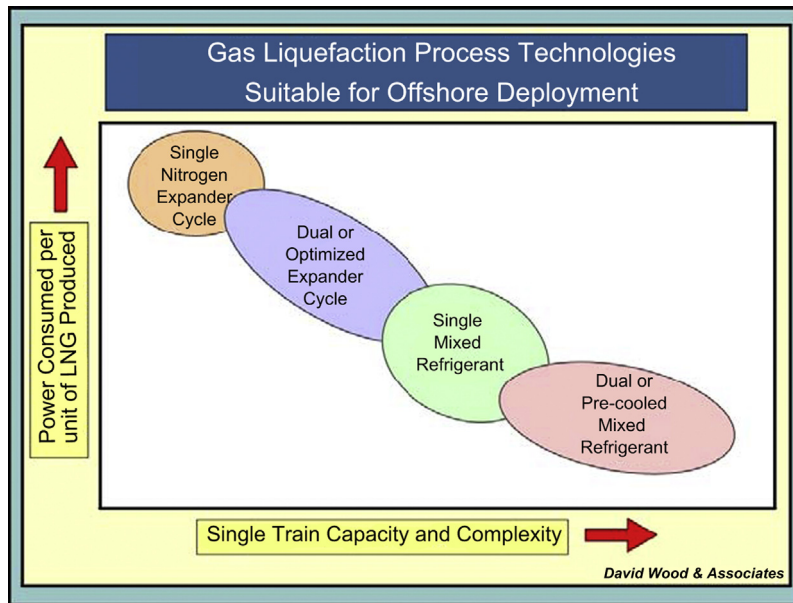 Gas Liquefaction Process Technologies
Suitable for Offshore Deployment
Power Consumed per
unit of LNG Produced
Single
Nitrogen
Expander
Cycle
Dual or
Optimized
Expander
Cycle
Single
Mixed
Refrigerant
Dual or
Pre-cooled
Mixed
Refrigerant
Single Train Capacity and Complexity
David Wood & Associates